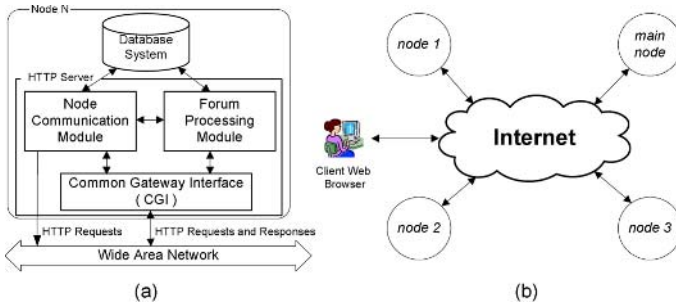 Node N
Database
System
HTTP Server
Node
Communication
Module
Forum
Processing
Module
Common Gateway Interface
( CGI )
HTTP Requests
HTTP Requests and Responses
Wide Area Network
(a)
node 1
main
node
Internet
Client Web
Browser
node 2
node 3
(b)